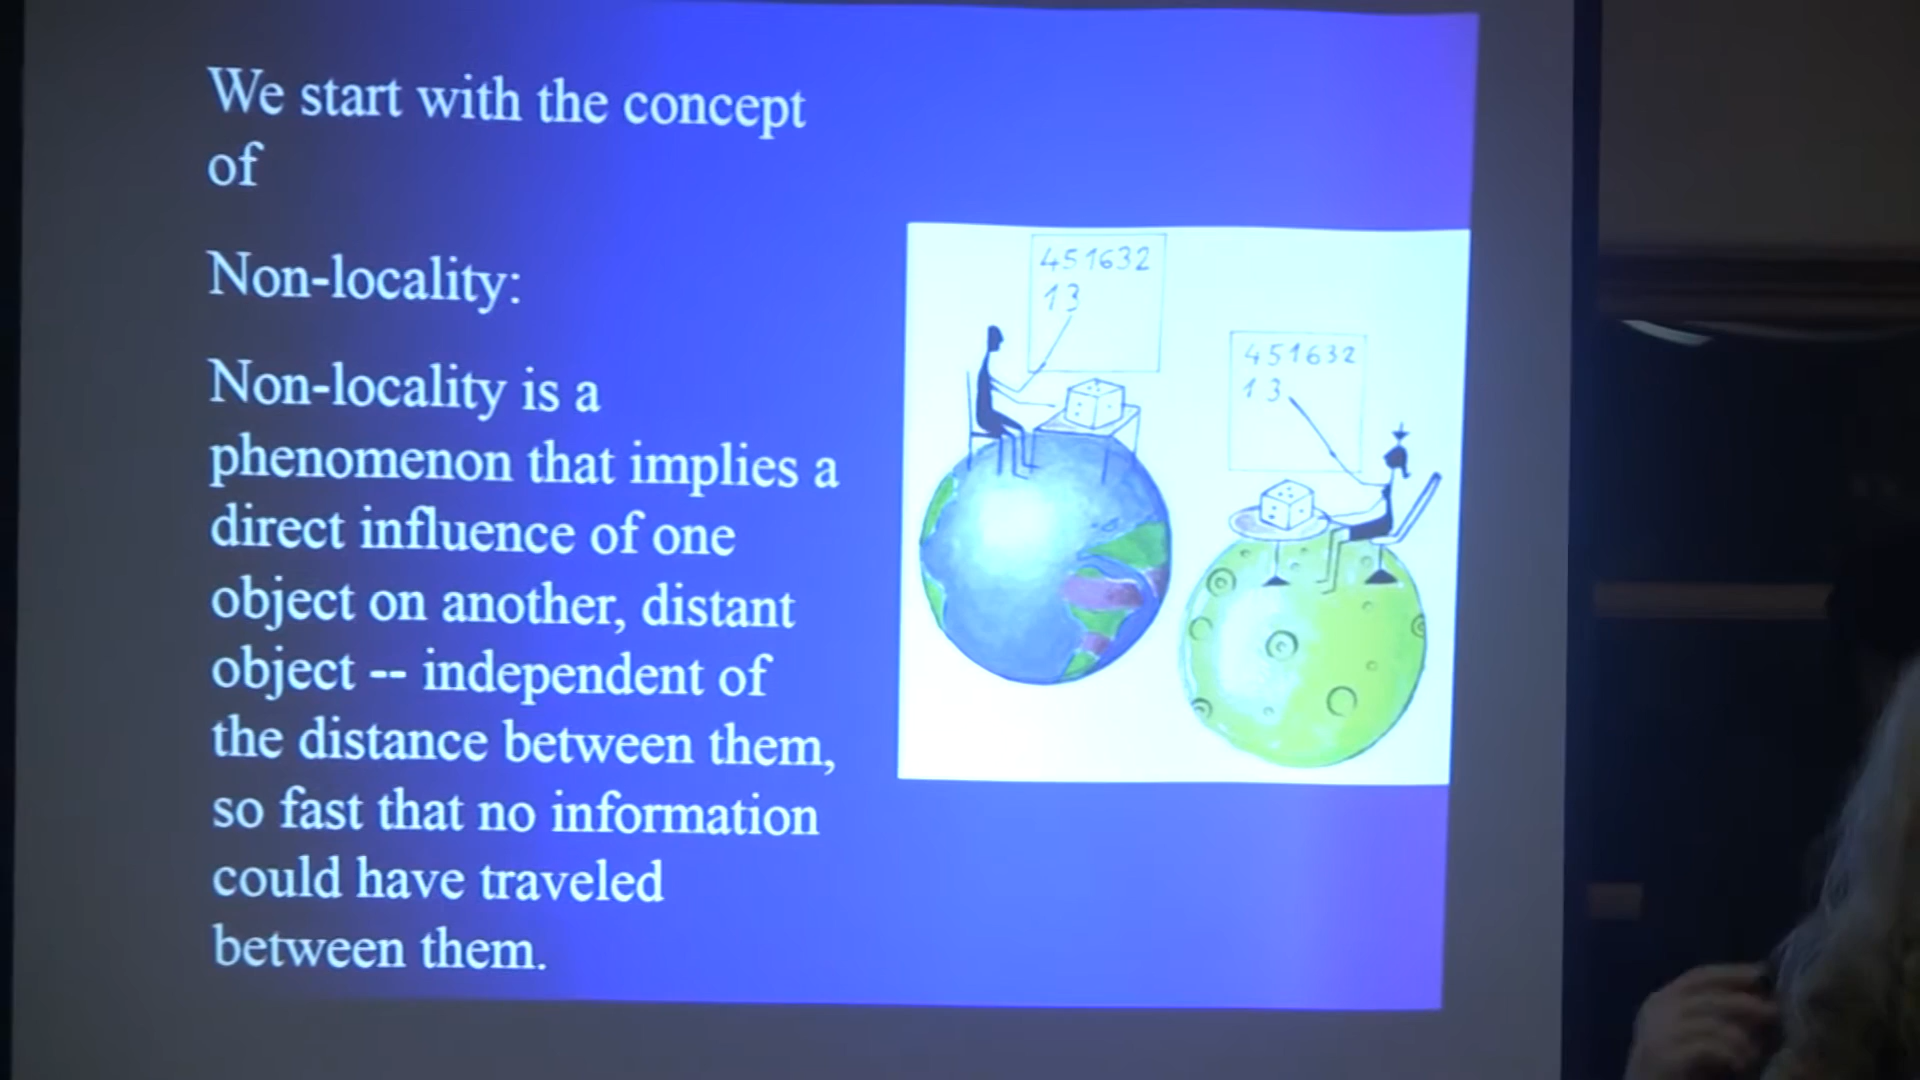 We start with the concept
of
Non-locality:
Non-locality is a
phenomenon that implies a
direct influence of one
object on another, distant
object -- independent of
the distance between them,
so fast that no information
could have traveled
between them.
451632
13
451632
13